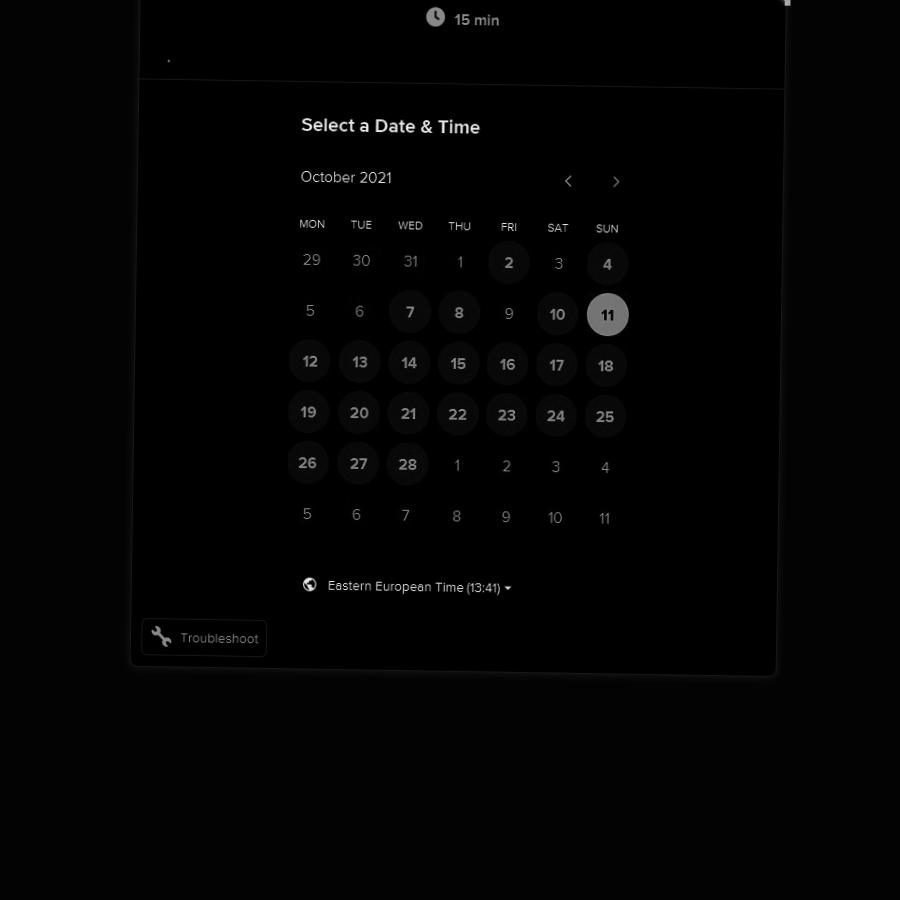 15 min
.
Select a Date & Time
October 2021
MON TUE WED THU FRI SAT SUN
29 30 31 1 2 3 4
5 6 7 8 9 10 11
12 13 14 15 16 17 18
19 20 21 22 23 24 25
26 27 28 1 2 3 4
5 6 7 8 9 10 11
Eastern European Time (13:41)
Troubleshoot